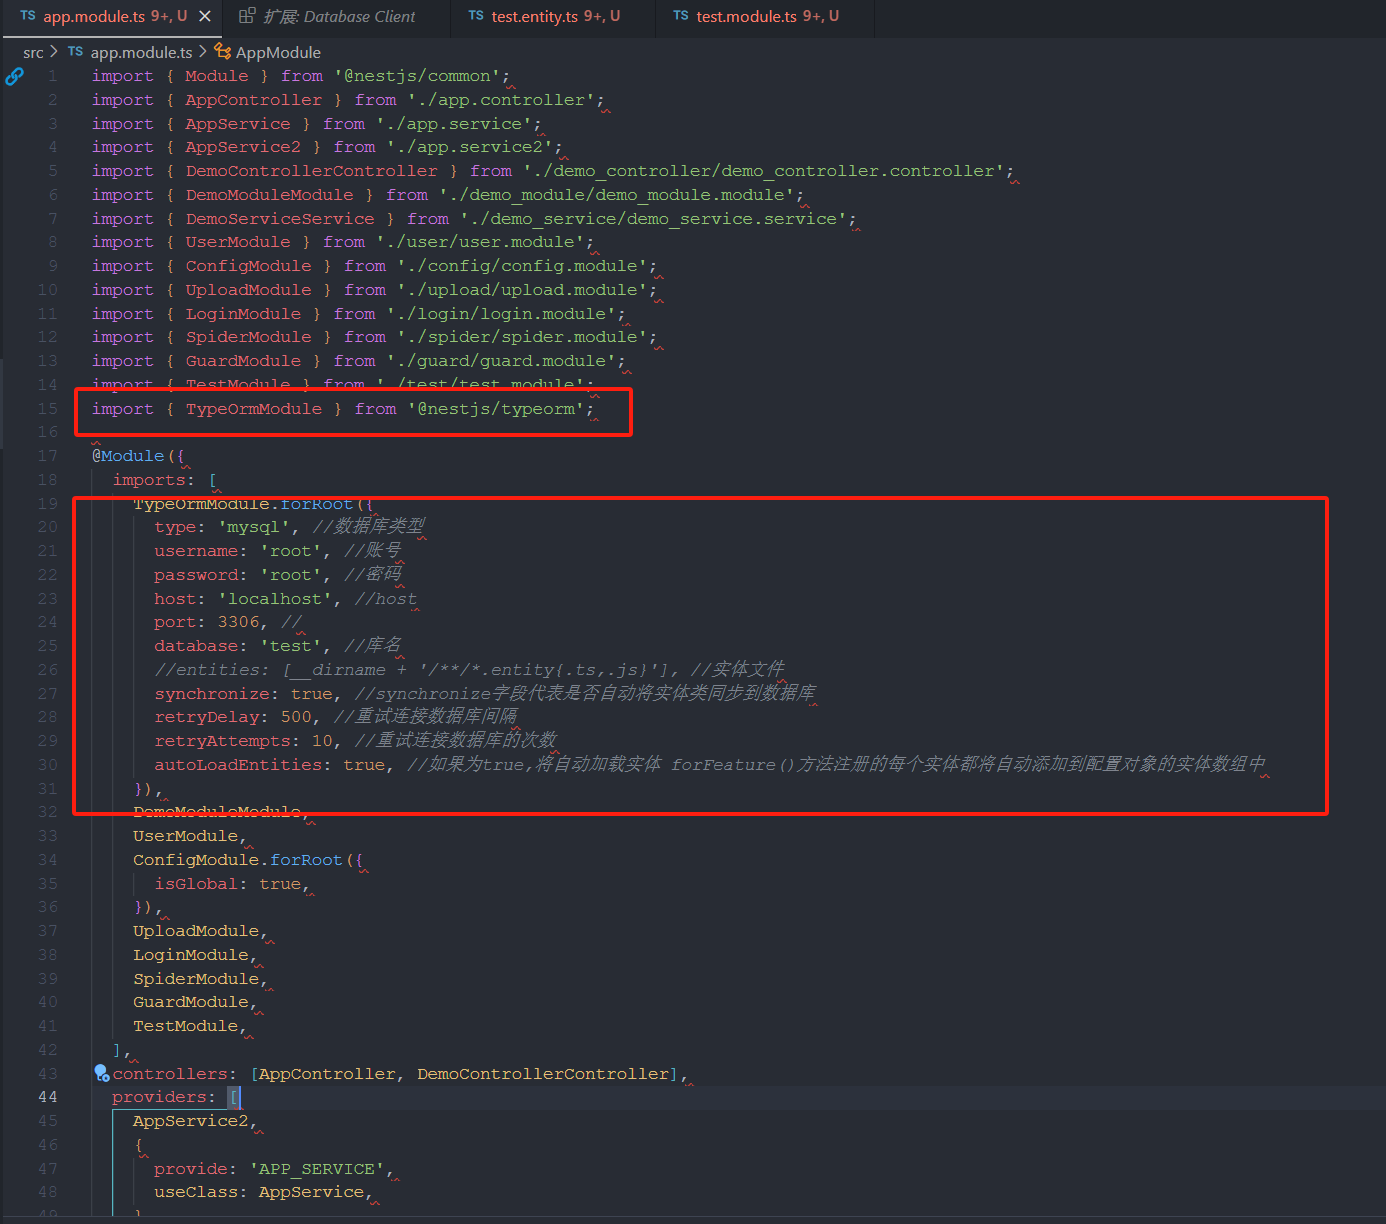 TS app.module.ts 9+, U ×
扩展: Database Client
TS test.entity.ts 9+, U
TS test.module.ts 9+, U
src > TS app.module.ts > AppModule
1 import { Module } from '@nestjs/common';
2 import { AppController } from './app.controller';
3 import { AppService } from './app.service';
4 import { AppService2 } from './app.service2';
5 import { DemoControllerController } from './demo_controller/demo_controller.controller';
6 import { DemoModuleModule } from './demo_module/demo_module.module';
7 import { DemoServiceService } from './demo_service/demo_service.service';
8 import { UserModule } from './user/user.module';
9 import { ConfigModule } from './config/config.module';
10 import { UploadModule } from './upload/upload.module';
11 import { LoginModule } from './login/login.module';
12 import { SpiderModule } from './spider/spider.module';
13 import { GuardModule } from './guard/guard.module';
14 import { TestModule } from './test/test.module';
15 import { TypeOrmModule } from '@nestjs/typeorm';
16
17 @Module({
18 imports: [
19 TypeOrmModule.forRoot({
20 type: 'mysql', //数据库类型
21 username: 'root', //账号
22 password: 'root', //密码
23 host: 'localhost', //host
24 port: 3306, //
25 database: 'test', //库名
26 //entities: [__dirname + '/**/*.entity{.ts,.js}'], //实体文件
27 synchronize: true, //synchronize字段代表是否自动将实体类同步到数据库
28 retryDelay: 500, //重试连接数据库间隔
29 retryAttempts: 10, //重试连接数据库的次数
30 autoLoadEntities: true, //如果为true,将自动加载实体 forFeature()方法注册的每个实体都将自动添加到配置对象的实体数组中
31 }),
32 DemoModuleModule,
33 UserModule,
34 ConfigModule.forRoot({
35 isGlobal: true,
36 }),
37 UploadModule,
38 LoginModule,
39 SpiderModule,
40 GuardModule,
41 TestModule,
42 ],
43 controllers: [AppController, DemoControllerController],
44 providers: [
45 AppService2,
46 {
47 provide: 'APP_SERVICE',
48 useClass: AppService,
49 }